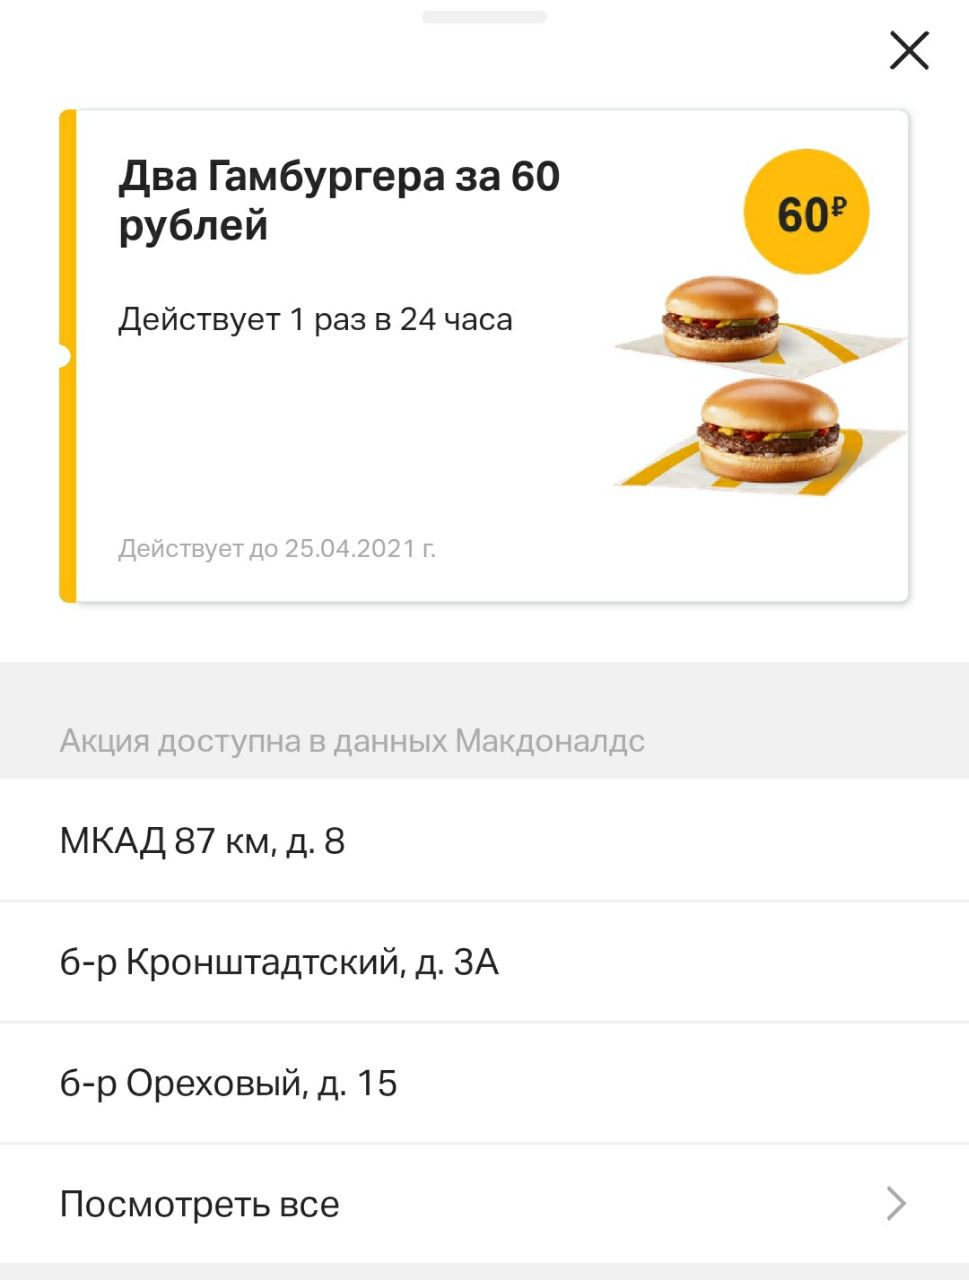 Два Гамбургера за 60
рублей
60₽
Действует 1 раз в 24 часа
Действует до 25.04.2021 г.
Акция доступна в данных Макдоналдс
МКАД 87 км, д. 8
б-р Кронштадтский, д. 3А
б-р Ореховый, д. 15
Посмотреть все